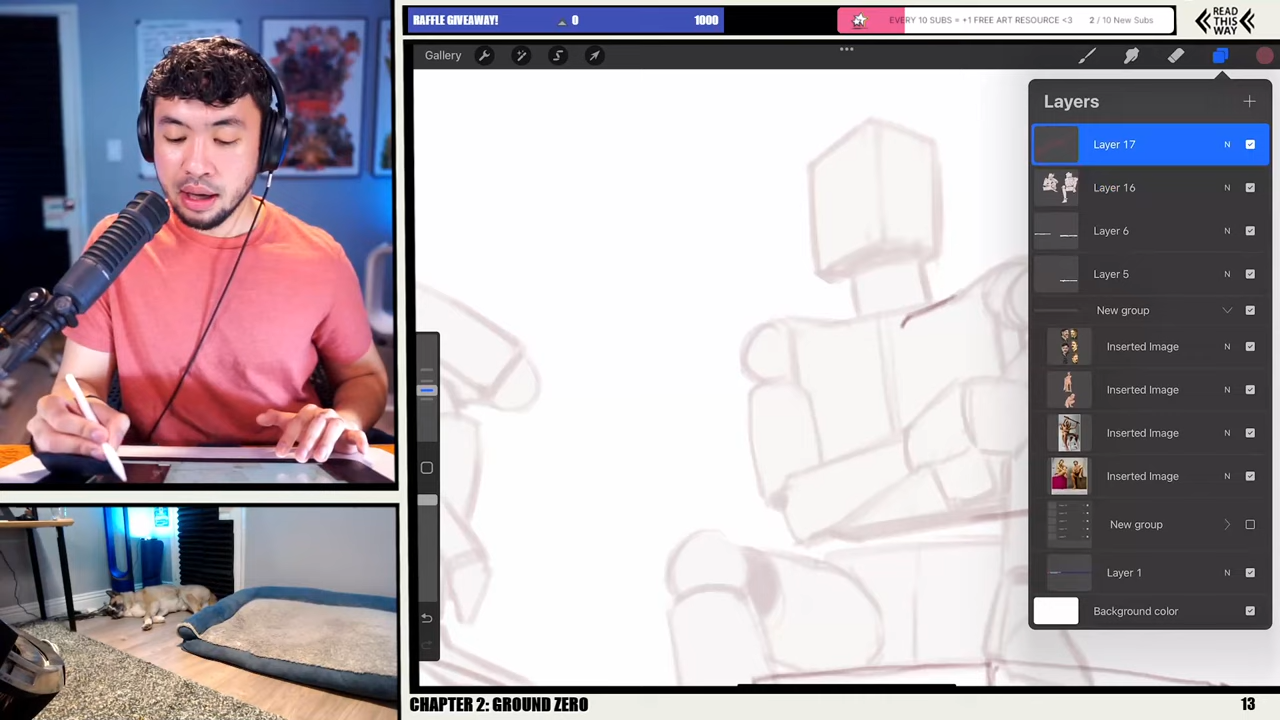 RAFFLE GIVEAWAY! 0 1000
EVERY 10 SUBS = +1 FREE ART RESOURCE <3 2 / 10 New Subs
READ
THIS
WAY
Gallery
Layers
Layer 17 N
Layer 16 N
Layer 6 N
Layer 5 N
New group
Inserted Image N
Inserted Image N
Inserted Image N
Inserted Image N
New group
Layer 1 N
Background color
CHAPTER 2: GROUND ZERO 13